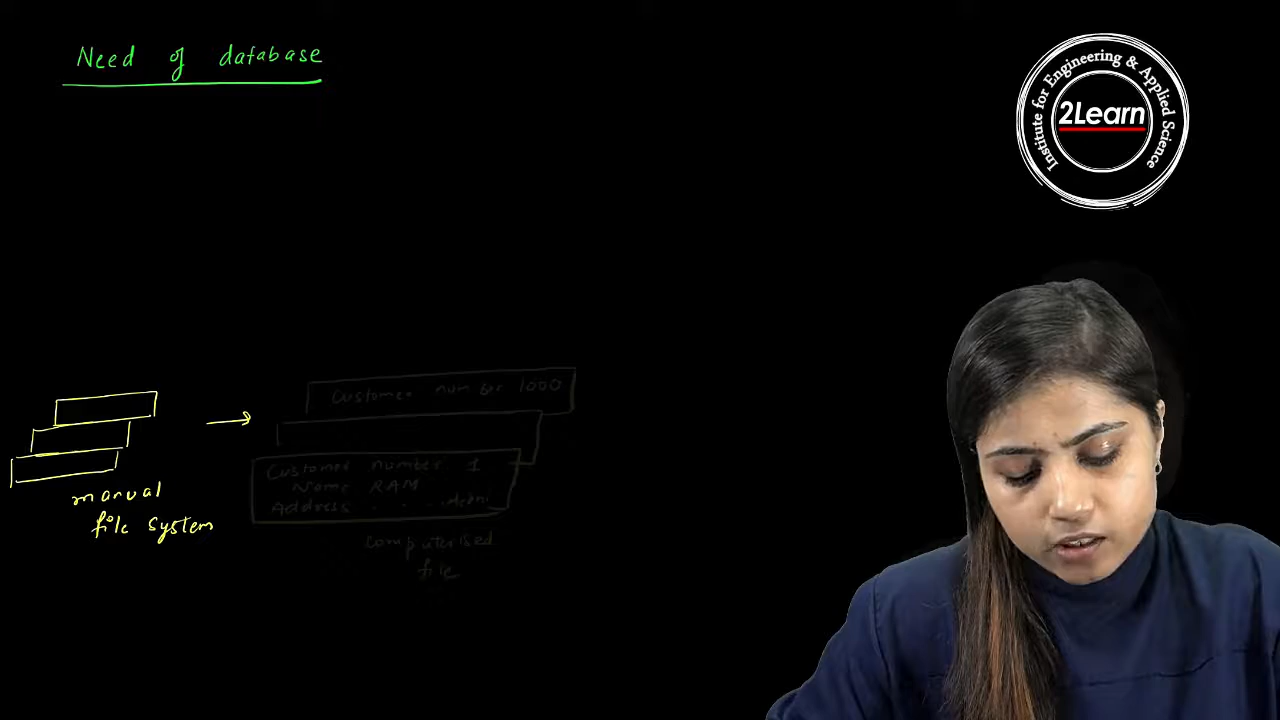 Need of database
Institute for Engineering & Applied Science
2Learn
Customer number 1000
Customer number 1
Name RAM
Address
manual
file system
computerised
file